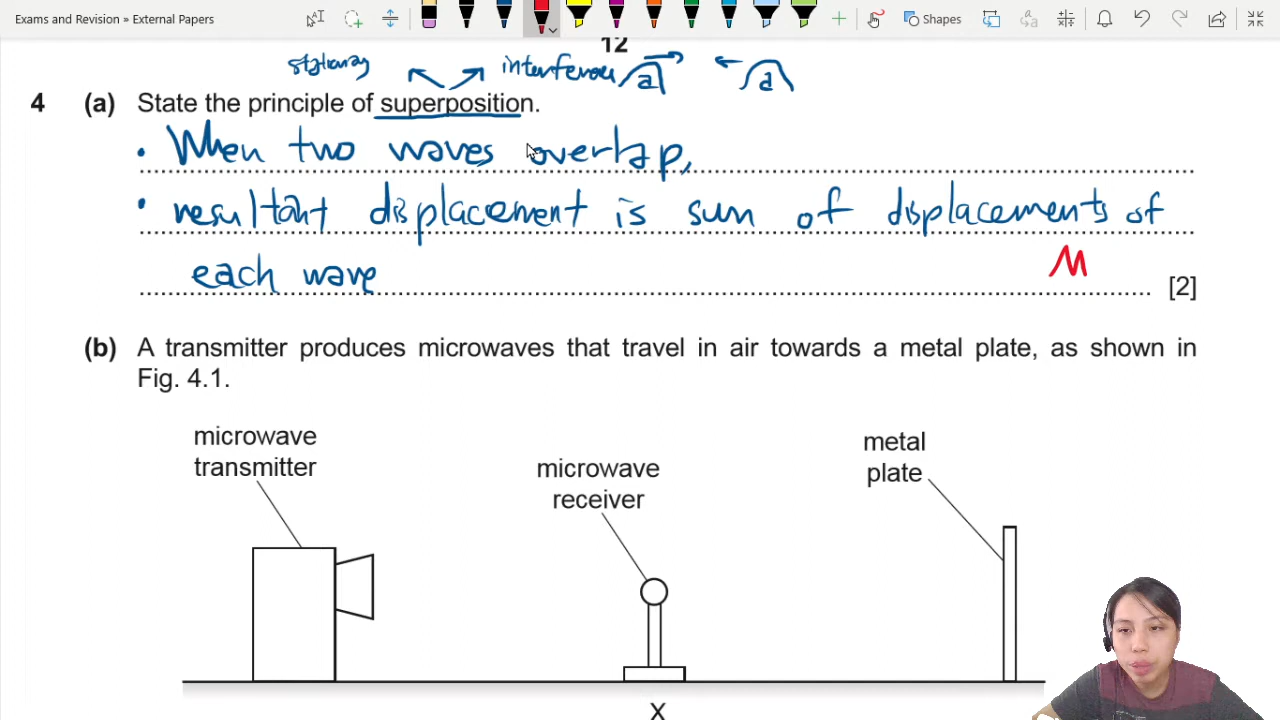 Exams and Revision » External Papers
Shapes
12
stationary interference a a
4 (a) State the principle of superposition.
• When two waves overlap,
• resultant displacement is sum of displacements of
each wave
M
[2]
(b) A transmitter produces microwaves that travel in air towards a metal plate, as shown in
Fig. 4.1.
microwave
transmitter
microwave
receiver
metal
plate
X